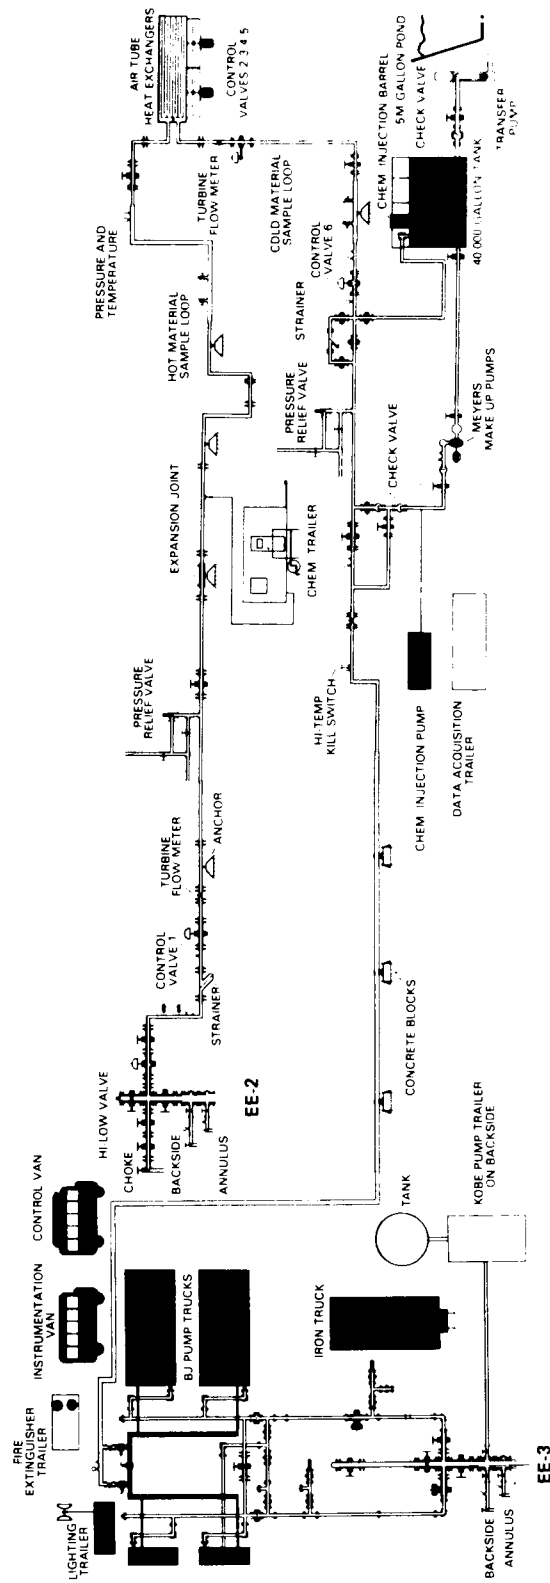 LIGHTING
TRAILER
FIRE
EXTINGUISHER
TRAILER
INSTRUMENTATION
VAN
CONTROL VAN
BJ PUMP TRUCKS
IRON TRUCK
EE-3
BACKSIDE
ANNULUS
TANK
KOBE PUMP TRAILER
ON BACKSIDE
HI LOW VALVE
CHOKE
BACKSIDE
ANNULUS
EE-2
CONTROL
VALVE 1
STRAINER
TURBINE
FLOW METER
ANCHOR
PRESSURE
RELIEF VALVE
EXPANSION JOINT
CHEM TRAILER
HOT MATERIAL
SAMPLE LOOP
PRESSURE AND
TEMPERATURE
AIR TUBE
HEAT EXCHANGERS
CONTROL
VALVES 2 3 4 5
TURBINE
FLOW METER
COLD MATERIAL
SAMPLE LOOP
CONTROL
VALVE 6
STRAINER
PRESSURE
RELIEF VALVE
CHECK VALVE
HI-TEMP
KILL SWITCH
CONCRETE BLOCKS
CHEM INJECTION PUMP
DATA ACQUISITION
TRAILER
MEYERS
MAKE UP PUMPS
CHEM INJECTION BARREL
5M GALLON POND
CHECK VALVE
40,000 GALLON TANK
TRANSFER
PUMP